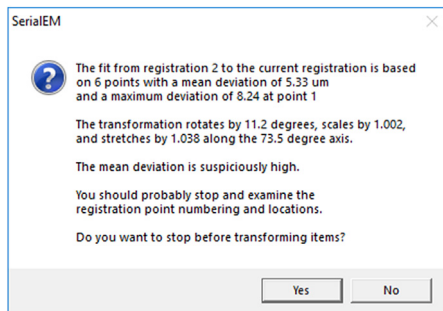 SerialEM
The fit from registration 2 to the current registration is based
on 6 points with a mean deviation of 5.33 um
and a maximum deviation of 8.24 at point 1
The transformation rotates by 11.2 degrees, scales by 1.002,
and stretches by 1.038 along the 73.5 degree axis.
The mean deviation is suspiciously high.
You should probably stop and examine the
registration point numbering and locations.
Do you want to stop before transforming items?
Yes No